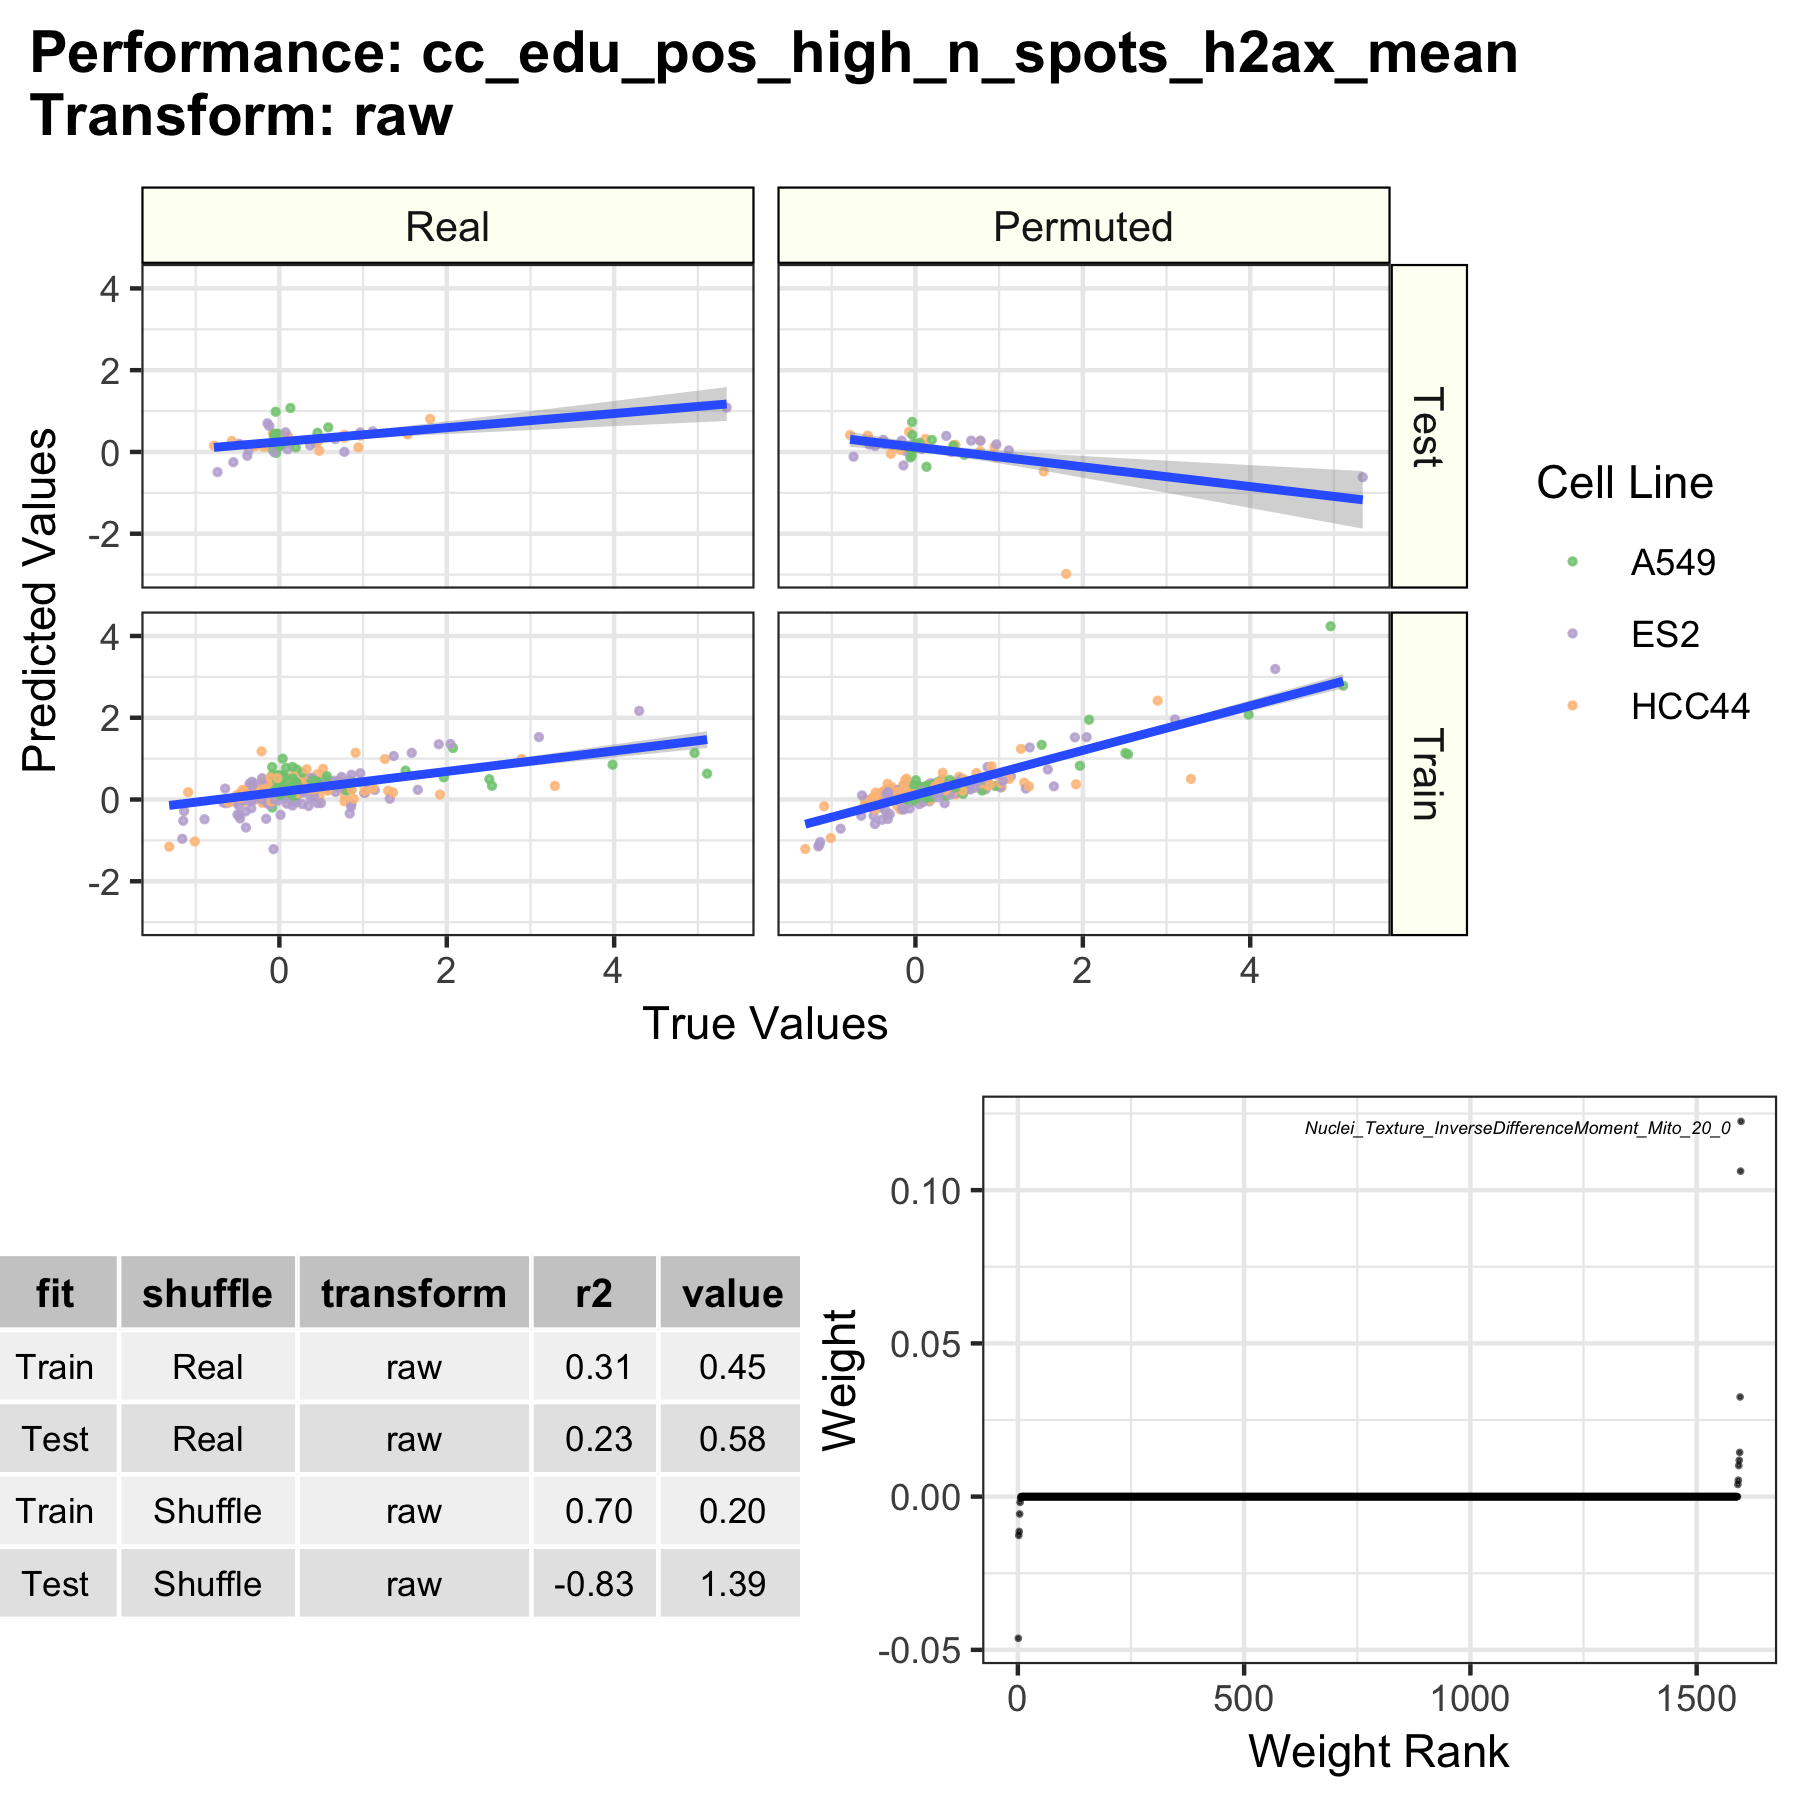 Performance: cc_edu_pos_high_n_spots_h2ax_mean
Transform: raw
Real
Permuted
4
2
0
-2
Test
4
2
0
-2
Train
0
2
4
0
2
4
Predicted Values
True Values
Cell Line
A549
ES2
HCC44
fit shuffle transform r2 value
Train Real raw 0.31 0.45
Test Real raw 0.23 0.58
Train Shuffle raw 0.70 0.20
Test Shuffle raw -0.83 1.39
Nuclei_Texture_InverseDifferenceMoment_Mito_20_0
0.10
0.05
0.00
-0.05
Weight
0
500
1000
1500
Weight Rank